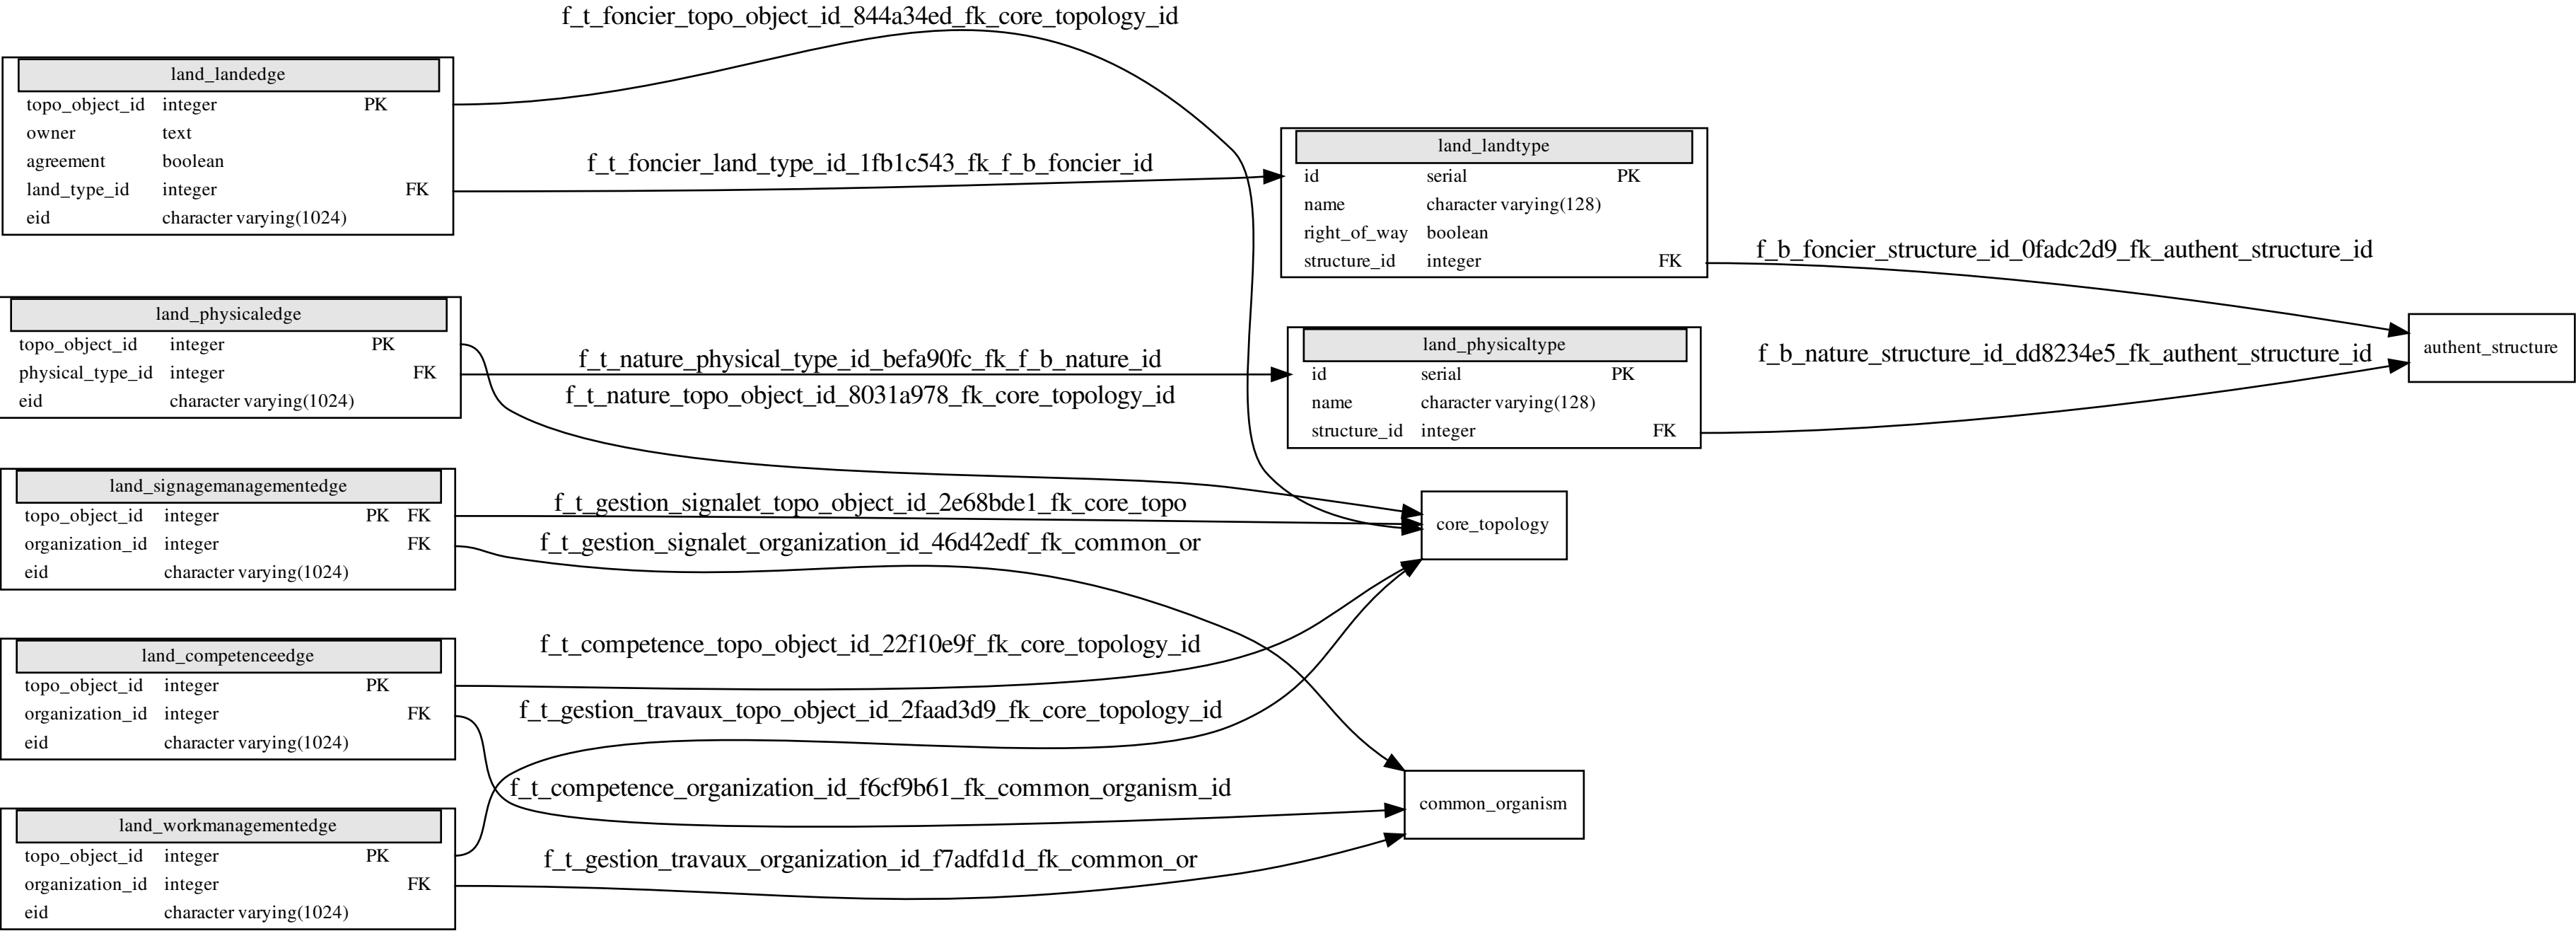 f_t_foncier_topo_object_id_844a34ed_fk_core_topology_id
land_landedge
topo_object_id integer PK
owner text
agreement boolean
land_type_id integer FK
eid character varying(1024)
f_t_foncier_land_type_id_1fb1c543_fk_f_b_foncier_id
land_landtype
id serial PK
name character varying(128)
right_of_way boolean
structure_id integer FK
f_b_foncier_structure_id_0fadc2d9_fk_authent_structure_id
land_physicaledge
topo_object_id integer PK
physical_type_id integer FK
eid character varying(1024)
f_t_nature_physical_type_id_befa90fc_fk_f_b_nature_id
f_t_nature_topo_object_id_8031a978_fk_core_topology_id
land_physicaltype
id serial PK
name character varying(128)
structure_id integer FK
f_b_nature_structure_id_dd8234e5_fk_authent_structure_id
authent_structure
land_signagemanagementedge
topo_object_id integer PK FK
organization_id integer FK
eid character varying(1024)
f_t_gestion_signalet_topo_object_id_2e68bde1_fk_core_topo
f_t_gestion_signalet_organization_id_46d42edf_fk_common_or
core_topology
land_competenceedge
topo_object_id integer PK
organization_id integer FK
eid character varying(1024)
f_t_competence_topo_object_id_22f10e9f_fk_core_topology_id
f_t_gestion_travaux_topo_object_id_2faad3d9_fk_core_topology_id
f_t_competence_organization_id_f6cf9b61_fk_common_organism_id
common_organism
land_workmanagementedge
topo_object_id integer PK
organization_id integer FK
eid character varying(1024)
f_t_gestion_travaux_organization_id_f7adfd1d_fk_common_or